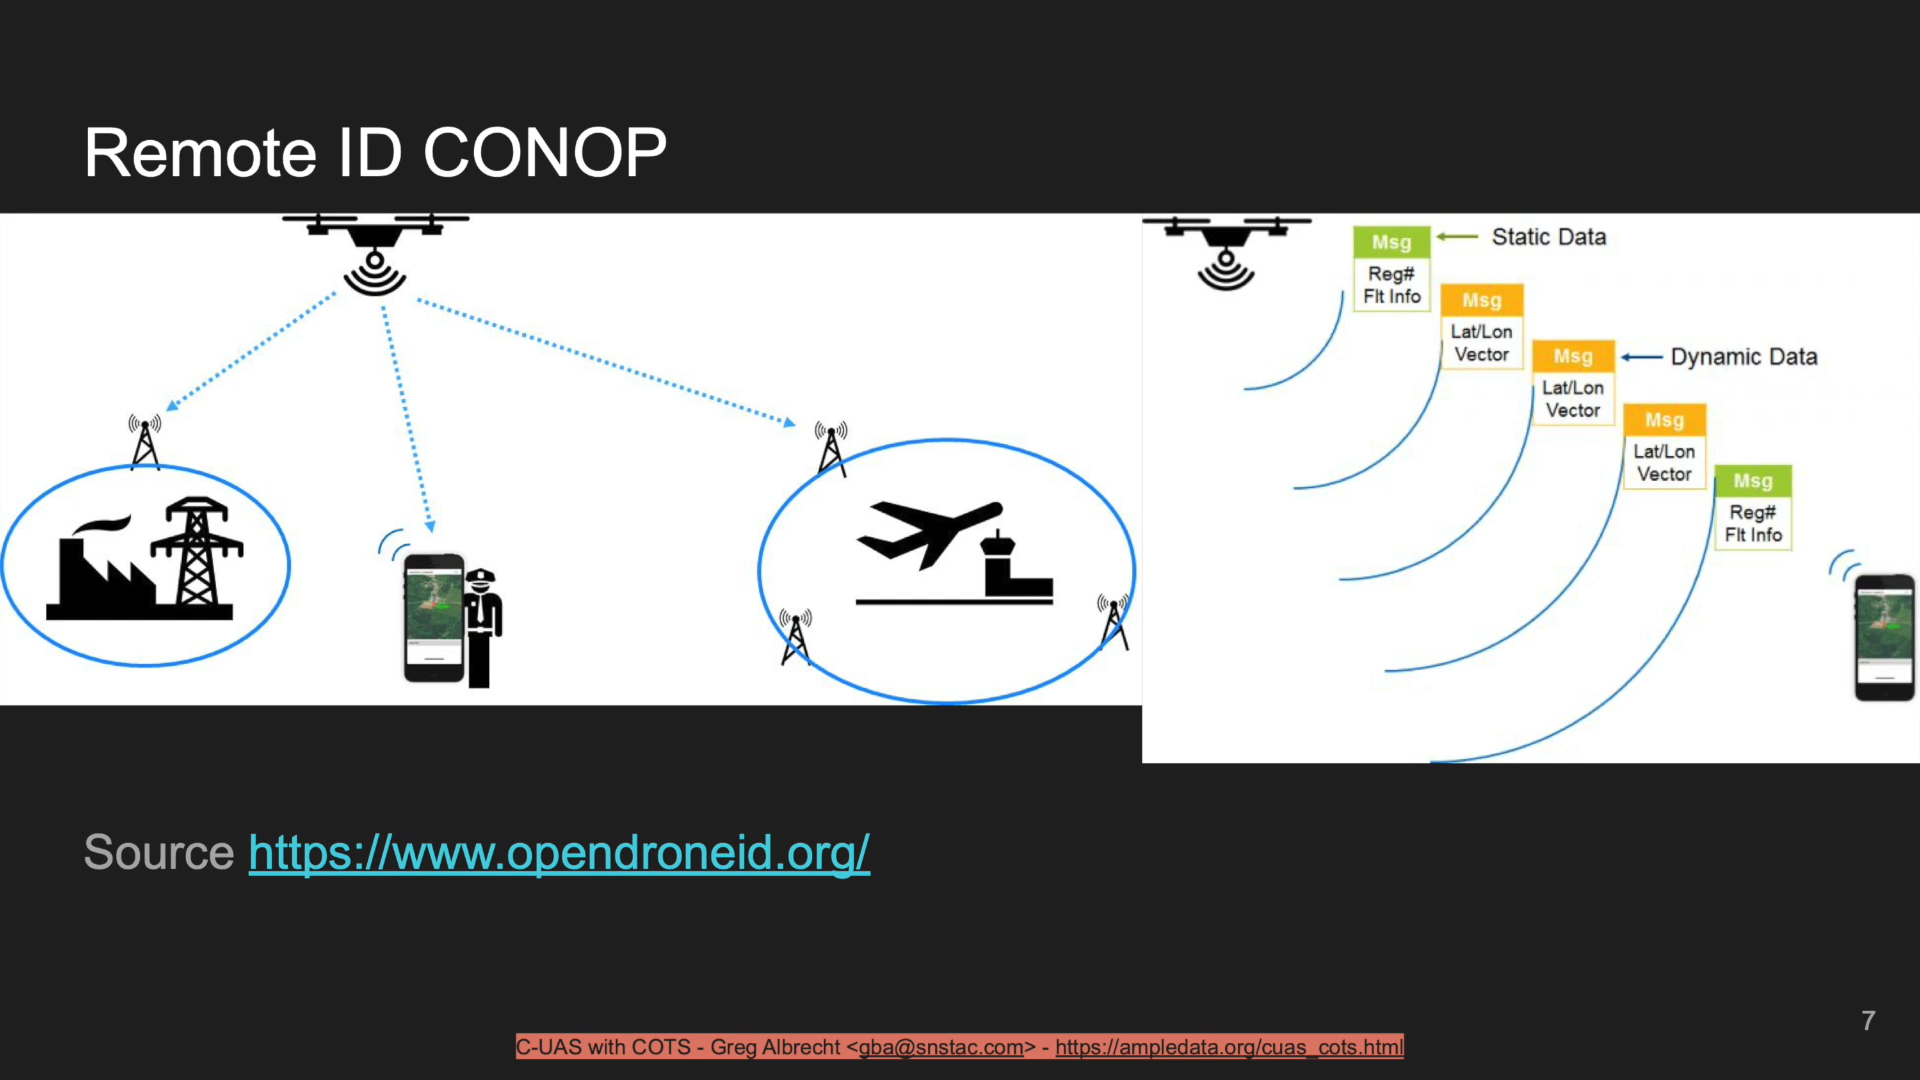 Remote ID CONOP
Msg
Reg#
Flt Info
Static Data
Msg
Lat/Lon
Vector
Msg
Lat/Lon
Vector
Dynamic Data
Msg
Lat/Lon
Vector
Msg
Reg#
Flt Info
Source https://www.opendroneid.org/
7
C-UAS with COTS - Greg Albrecht <gba@snstac.com> - https://ampledata.org/cuas_cots.html